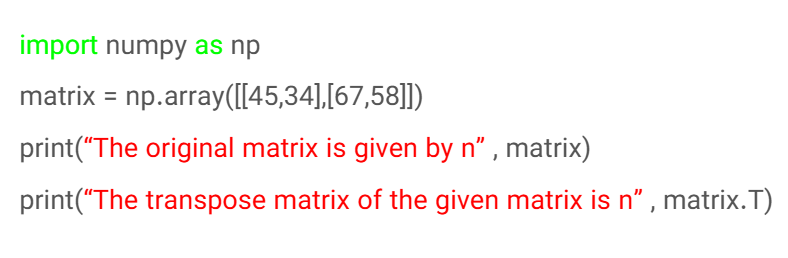 import numpy as np
matrix = np.array([[45,34],[67,58]])
print(“The original matrix is given by n” , matrix)
print(“The transpose matrix of the given matrix is n” , matrix.T)